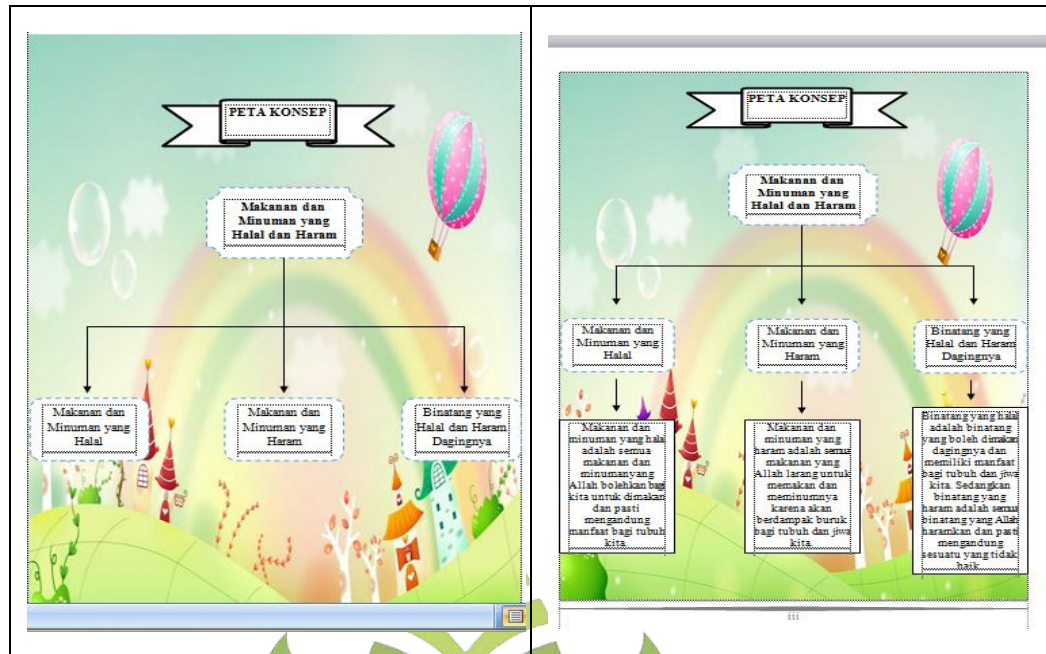 PETA KONSEP
Makanan dan
Minuman yang
Halal dan Haram
Makanan dan
Minuman yang
Halal
Makanan dan
Minuman yang
Haram
Binatang yang
Halal dan Haram
Dagingnya
PETA KONSEP
Makanan dan
Minuman yang
Halal dan Haram
Makanan dan
Minuman yang
Halal
Makanan dan
Minuman yang
Haram
Binatang yang
Halal dan Haram
Dagingnya
Makanan dan
minuman yang halal
adalah semua
makanan dan
minumanyang
Allah bolehkan bagi
kita untuk dimakan
dan pasti
mengandung
manfaat bagi tubuh
kita.
Makanan dan
minuman yang
haram adalah semua
makanan yang
Allah larang untuk
memakan dan
meminumnya
karena akan
berdampak buruk
bagi tubuh dan jiwa
kita.
Binatang yang halal
adalah binatang
yang boleh dimakan
dagingnya dan
memiliki manfaat
bagi tubuh dan jiwa
kita. Sedangkan
binatang yang
haram adalah semua
binatang yang Allah
haramkan dan pasti
mengandung
sesuatu yang tidak
baik
iii